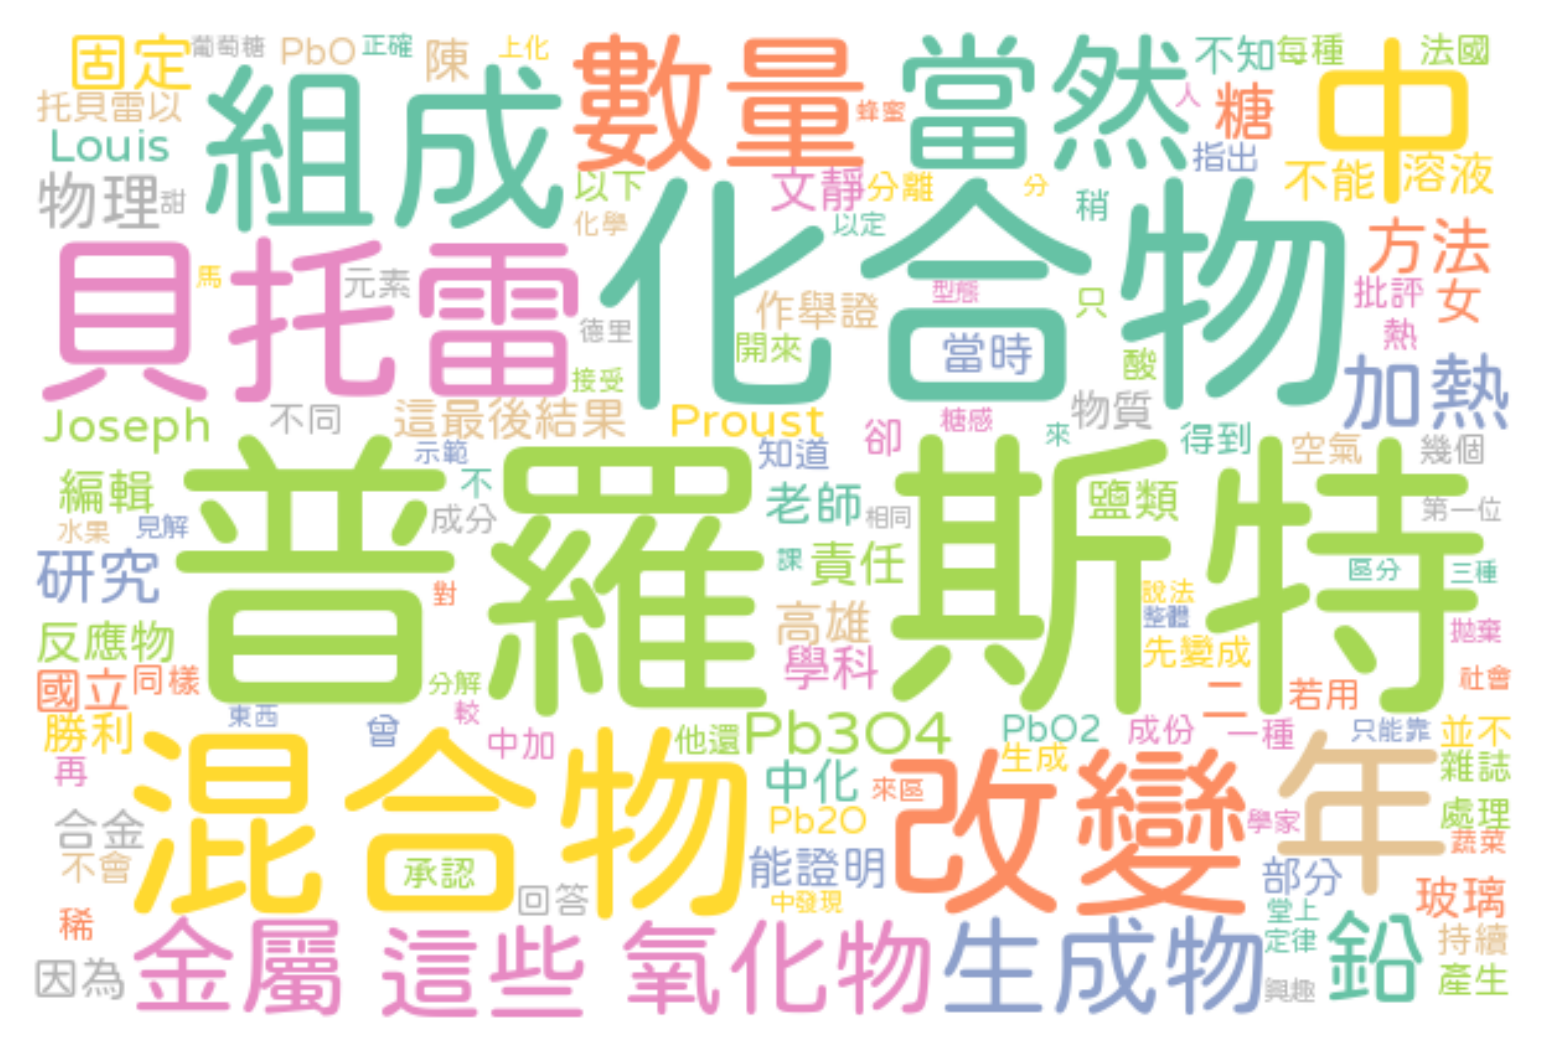 固定
葡萄糖
PbO
正確
陳
上化
組成
數量
當然
不知
每種
法國
中
托貝雷以
Louis
物理
甜
蜂蜜
人
糖
指出
不能
溶液
以下
文靜
分離
分
稍
化學
以定
化合物
貝托雷
馬
元素
德里
作舉證
型態
只
開來
當時
酸
接受
方法
批評
女
熱
加熱
Joseph
不同
這最後結果
Proust
糖感
卻
物質
來
得到
空氣
幾個
示範
知道
編輯
不
成分
老師
相同
鹽類
第一位
水果
見解
普羅斯特
研究
課
責任
區分
三種
對
說法
整體
高雄
拋棄
反應物
學科
先變成
國立
同樣
分解
二
若用
社會
東西
較
勝利
曾
中加
他還
Pb3O4
PbO2
成份
一種
只能靠
並不
再
混合物
中化
來區
生成
改變
年
雜誌
合金
Pb2O
學家
處理
蔬菜
不會
承認
能證明
部分
回答
中發現
玻璃
稀
堂上
因為
金屬
這些
氧化物
生成物
定律
鉛
持續
興趣
產生